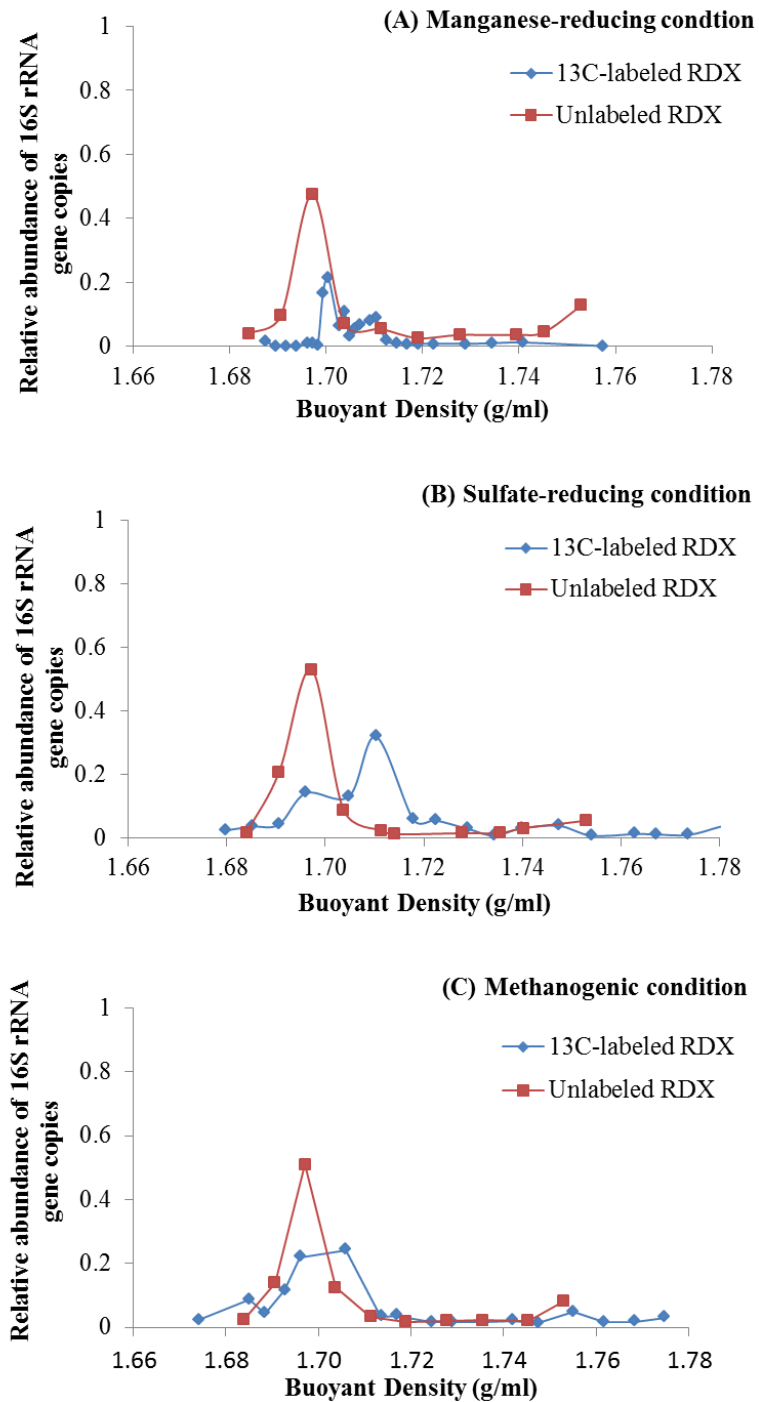 (A) Manganese-reducing condtion
Relative abundance of 16S rRNA
gene copies
1
0.8
0.6
0.4
0.2
0
13C-labeled RDX
Unlabeled RDX
1.66 1.68 1.70 1.72 1.74 1.76 1.78
Buoyant Density (g/ml)
(B) Sulfate-reducing condition
Relative abundance of 16S rRNA
gene copies
1
0.8
0.6
0.4
0.2
0
13C-labeled RDX
Unlabeled RDX
1.66 1.68 1.70 1.72 1.74 1.76 1.78
Buoyant Density (g/ml)
(C) Methanogenic condition
Relative abundance of 16S rRNA
gene copies
1
0.8
0.6
0.4
0.2
0
13C-labeled RDX
Unlabeled RDX
1.66 1.68 1.70 1.72 1.74 1.76 1.78
Buoyant Density (g/ml)